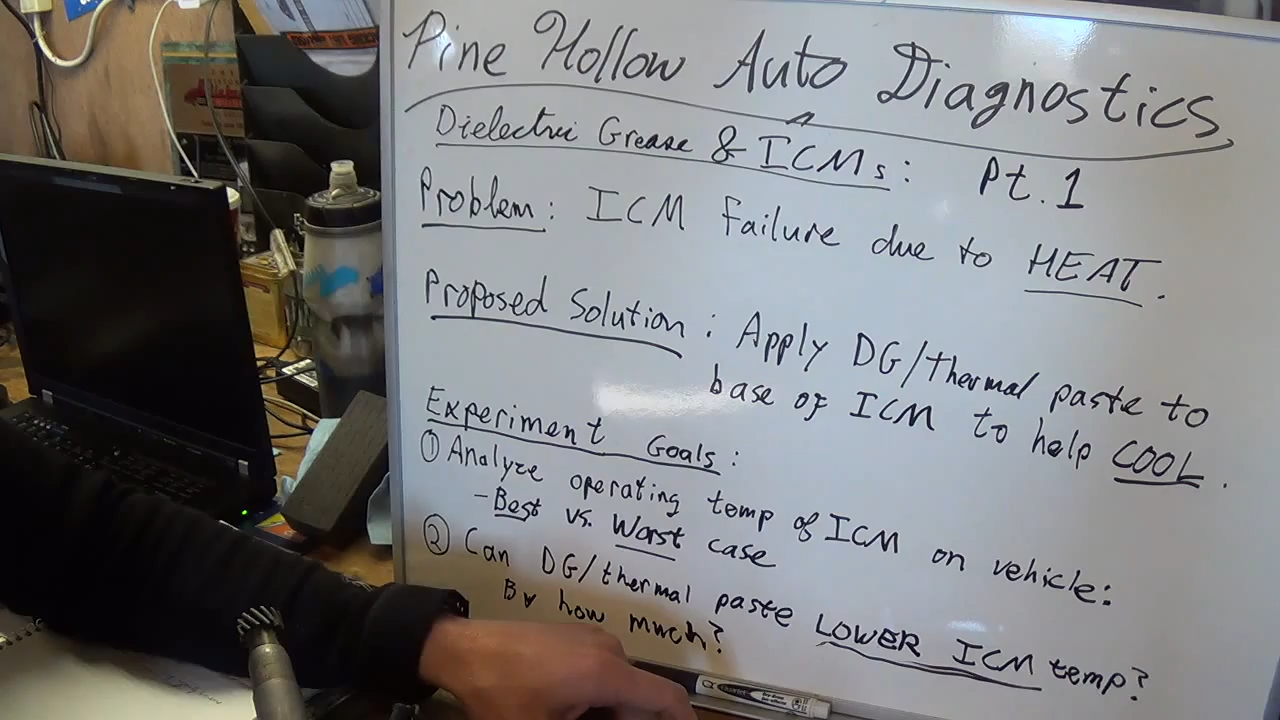 Pine Hollow Auto Diagnostics
Dielectric Grease & ICMs: Pt. 1
Problem: ICM Failure due to HEAT.
Proposed Solution: Apply DG/thermal paste to
base of ICM to help COOL.
Experiment Goals:
① Analyze operating temp of ICM on vehicle:
- Best vs. Worst case
② Can DG/thermal paste LOWER ICM temp?
By how much?
Quartet